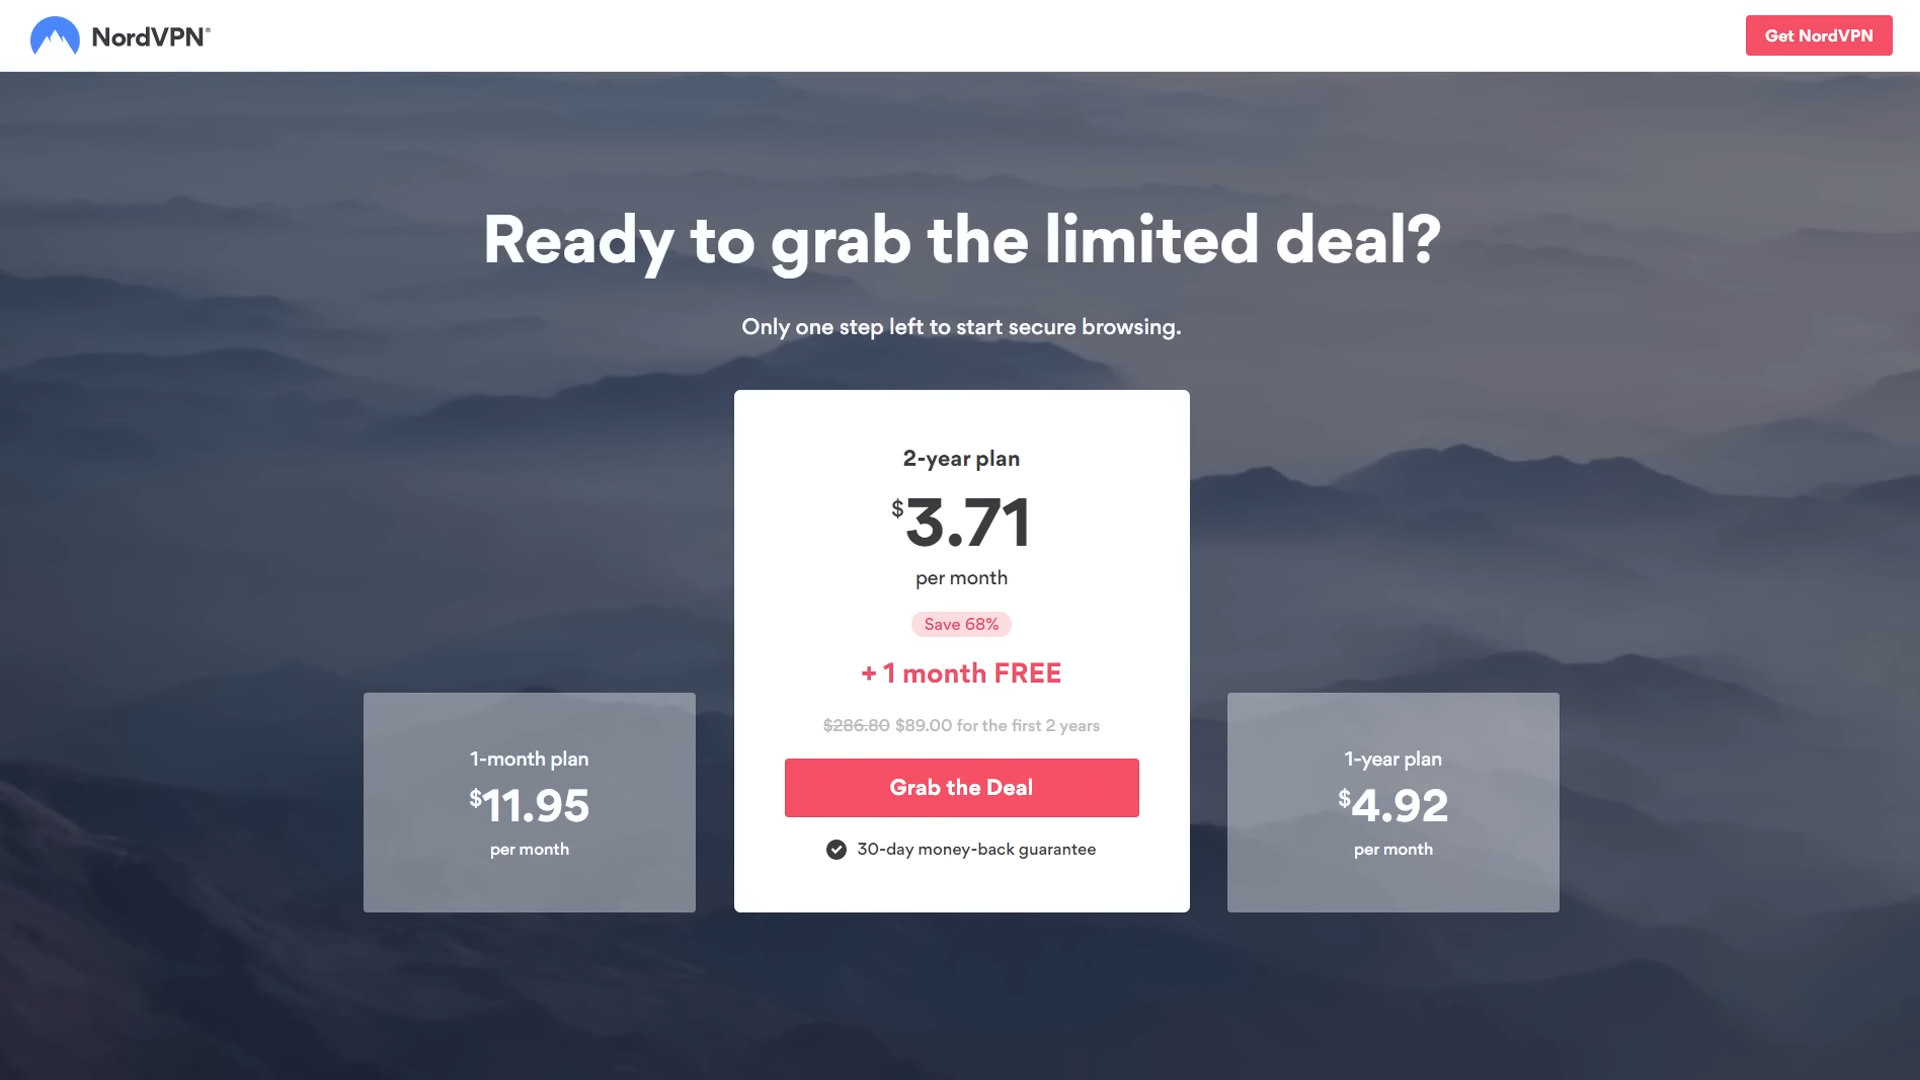 NordVPN®
Get NordVPN
Ready to grab the limited deal?
Only one step left to start secure browsing.
2-year plan
$3.71
per month
Save 68%
+ 1 month FREE
$286.80 $89.00 for the first 2 years
Grab the Deal
30-day money-back guarantee
1-month plan
$11.95
per month
1-year plan
$4.92
per month